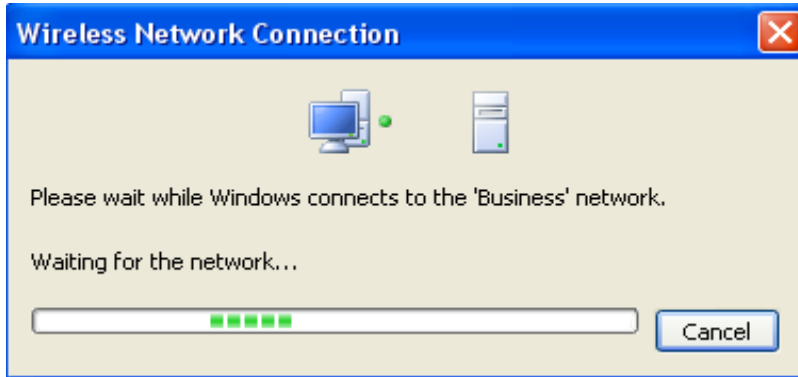 Wireless Network Connection
Please wait while Windows connects to the 'Business' network.
Waiting for the network...
Cancel